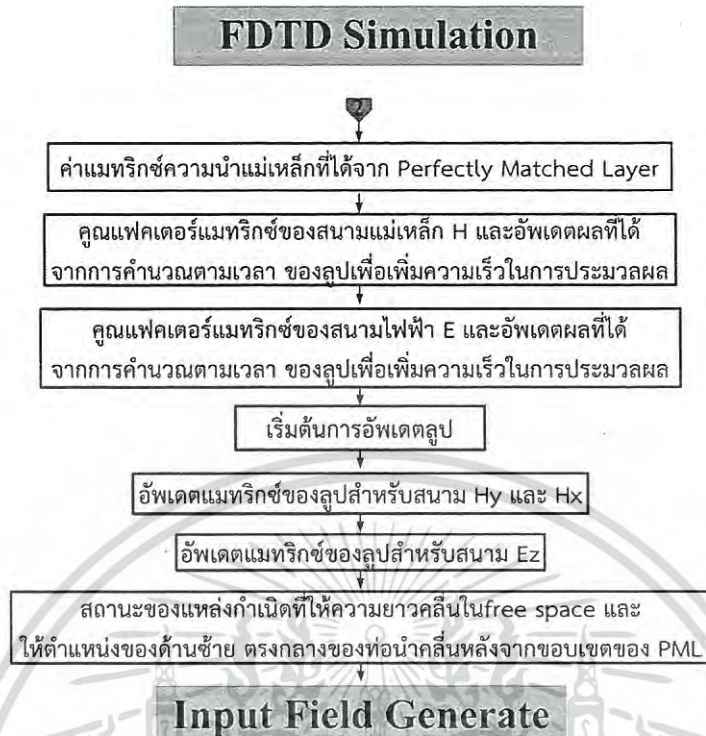 FDTD Simulation
2
ค่าแมทริกซ์ความนำแม่เหล็กที่ได้จาก Perfectly Matched Layer
คูณแฟคเตอร์แมทริกซ์ของสนามแม่เหล็ก H และอัพเดตผลที่ได้
จากการคำนวณตามเวลา ของลูปเพื่อเพิ่มความเร็วในการประมวลผล
คูณแฟคเตอร์แมทริกซ์ของสนามไฟฟ้า E และอัพเดตผลที่ได้
จากการคำนวณตามเวลา ของลูปเพื่อเพิ่มความเร็วในการประมวลผล
เริ่มต้นการอัพเดตลูป
อัพเดตแมทริกซ์ของลูปสำหรับสนาม Hy และ Hx
อัพเดตแมทริกซ์ของลูปสำหรับสนาม Ez
สถานะของแหล่งกำเนิดที่ให้ความยาวคลื่นในfree space และ
ให้ตำแหน่งของด้านซ้าย ตรงกลางของท่อนำคลื่นหลังจากขอบเขตของ PML
Input Field Generate